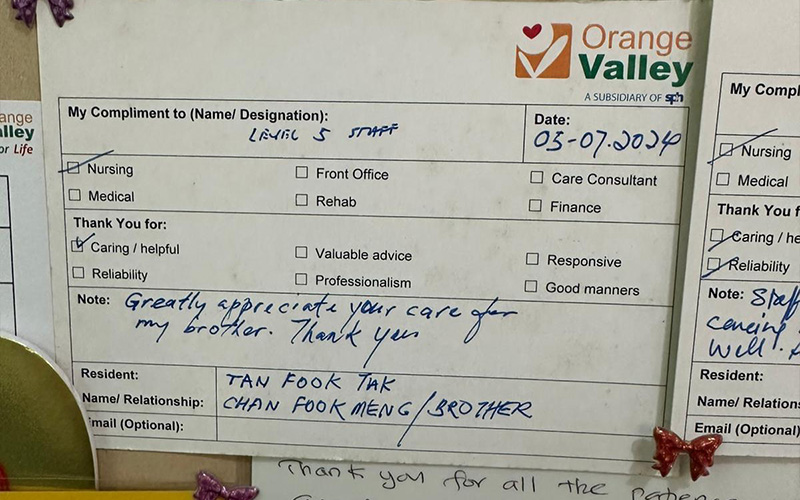 Orange
Valley
A SUBSIDIARY OF sph
My Compliment to (Name/ Designation):
LEVEL 5 STAFF
Date:
03-07.2024
Nursing
Front Office
Care Consultant
Medical
Rehab
Finance
Thank You for:
Caring / helpful
Valuable advice
Responsive
Reliability
Professionalism
Good manners
Note: Greatly appreciate your care for
my brother. Thank you
Resident: TAN FOOK TAK
Name/ Relationship: CHAN FOOK MENG/BROTHER
Email (Optional):
ange
alley
or Life
My Compl
Nursing
Medical
Thank You f
Caring / he
Reliability
Note: Staff
Well.
Resident:
Name/ Relations
Email (Optional)
Thank you for all the